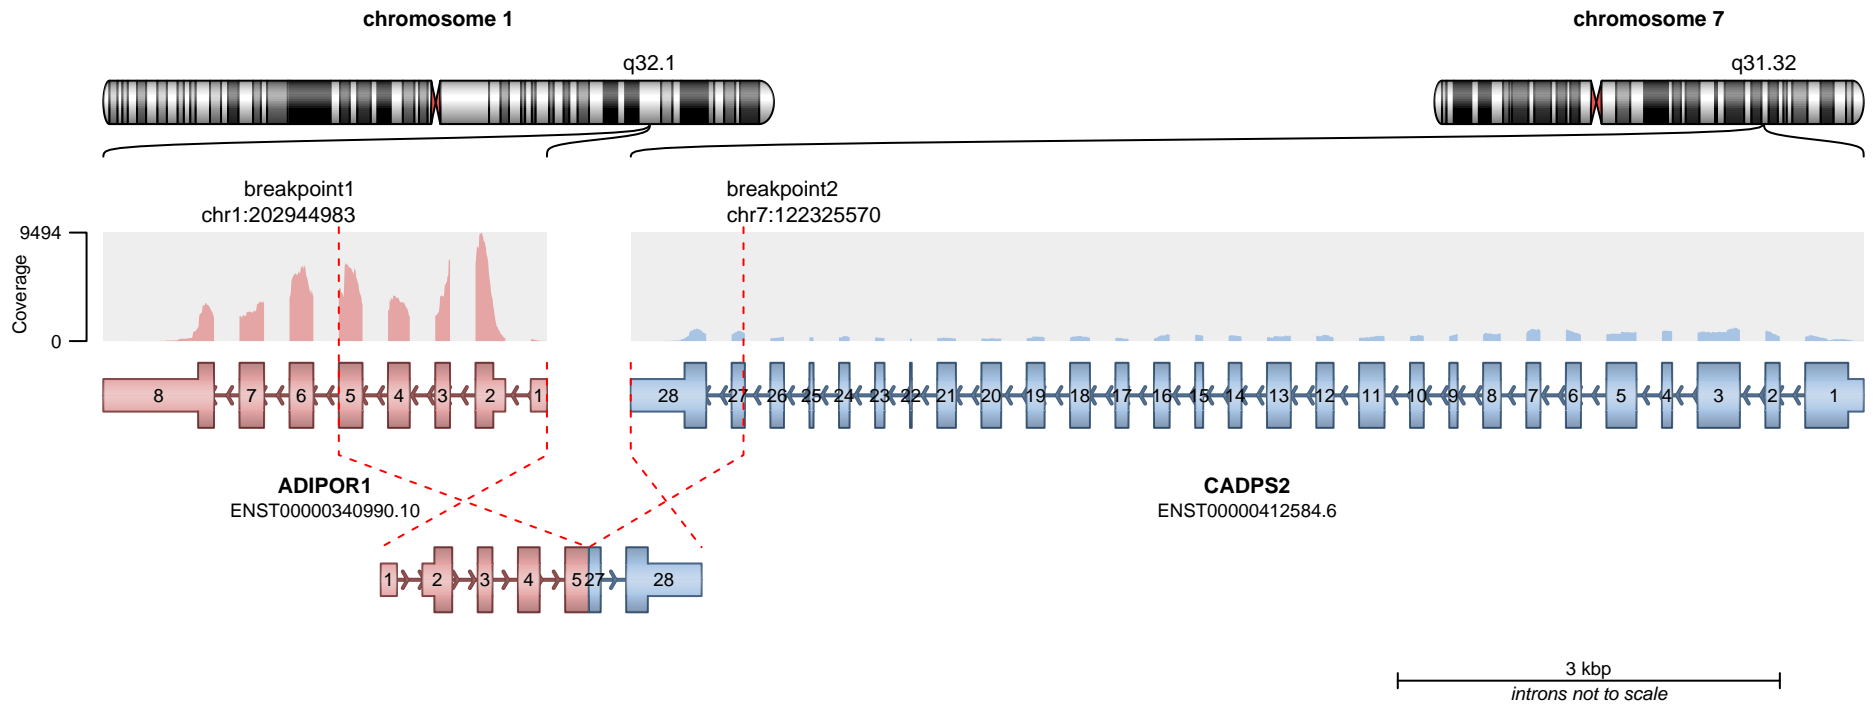 chromosome 1
chromosome 7
q32.1
q31.32
breakpoint1
chr1:202944983
breakpoint2
chr7:122325570
9494
Coverage
0
8 7 6 5 4 3 2 1
28 27 26 25 24 23 22 21 20 19 18 17 16 15 14 13 12 11 10 9 8 7 6 5 4 3 2 1
ADIPOR1
ENST00000340990.10
CADPS2
ENST00000412584.6
1 2 3 4 5 27 28
3 kbp
introns not to scale